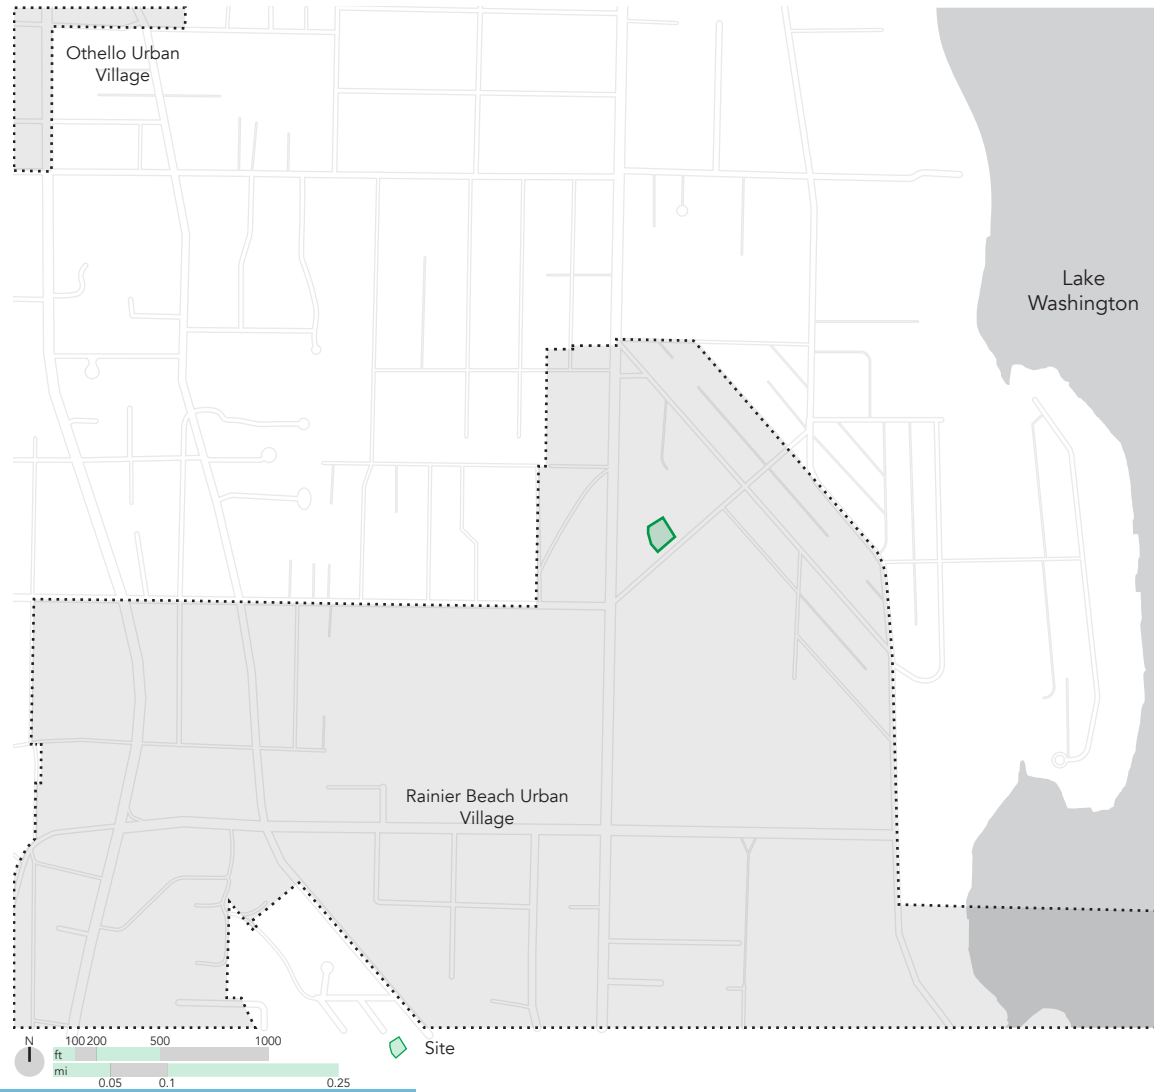 Othello Urban
Village
Lake
Washington
Rainier Beach Urban
Village
N
100 200 500 1000
ft
mi
0.05 0.1 0.25
Site